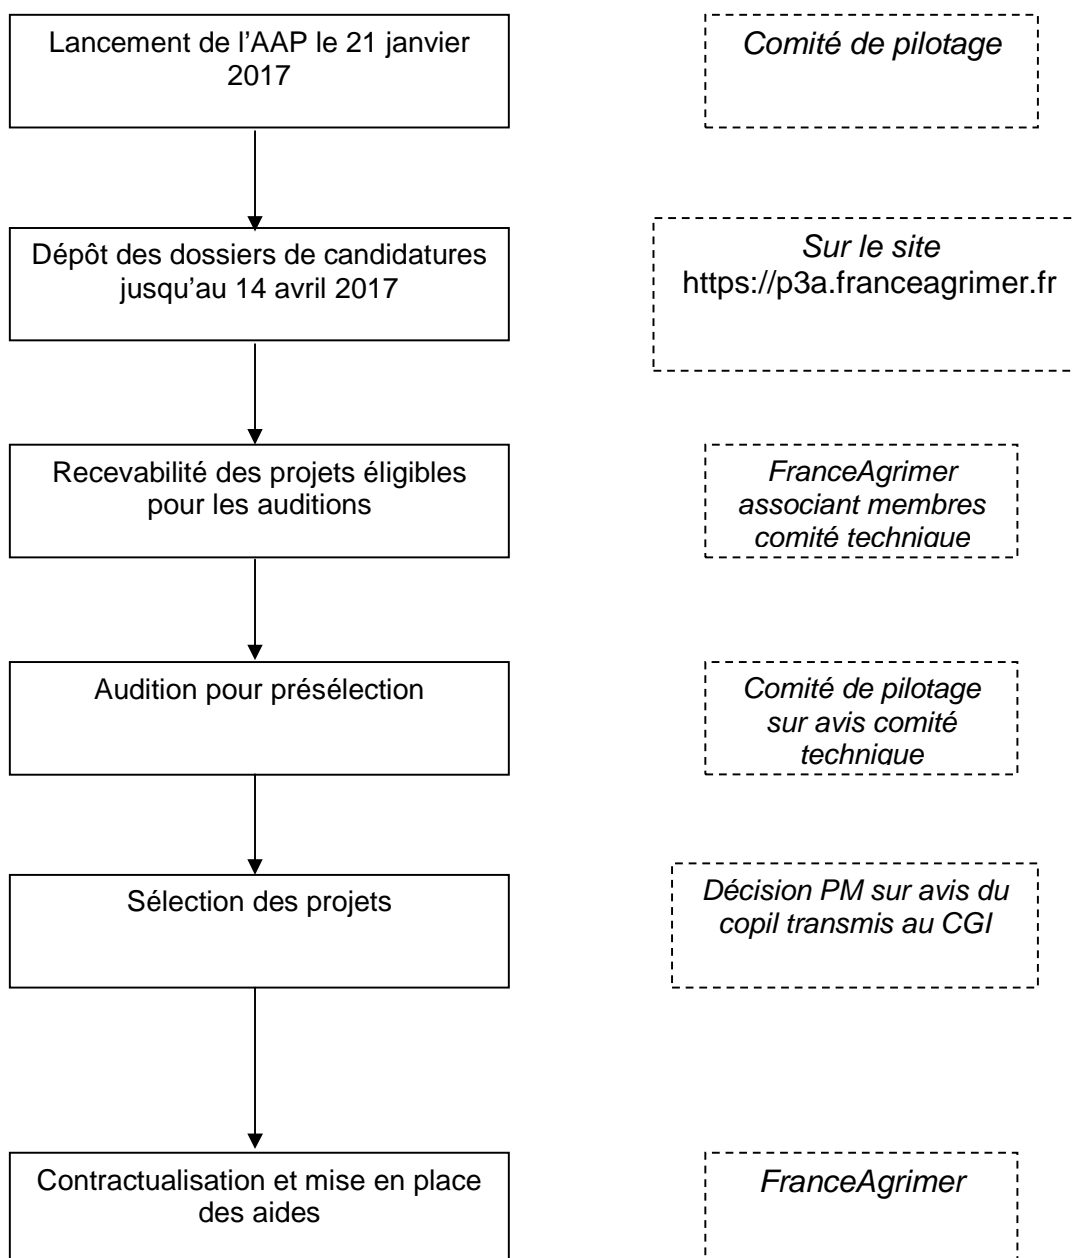 Lancement de l’AAP le 21 janvier
2017
Comité de pilotage
Dépôt des dossiers de candidatures
jusqu’au 14 avril 2017
Sur le site
https://p3a.franceagrimer.fr
Recevabilité des projets éligibles
pour les auditions
FranceAgrimer
associant membres
comité technique
Audition pour présélection
Comité de pilotage
sur avis comité
technique
Sélection des projets
Décision PM sur avis du
copil transmis au CGI
Contractualisation et mise en place
des aides
FranceAgrimer